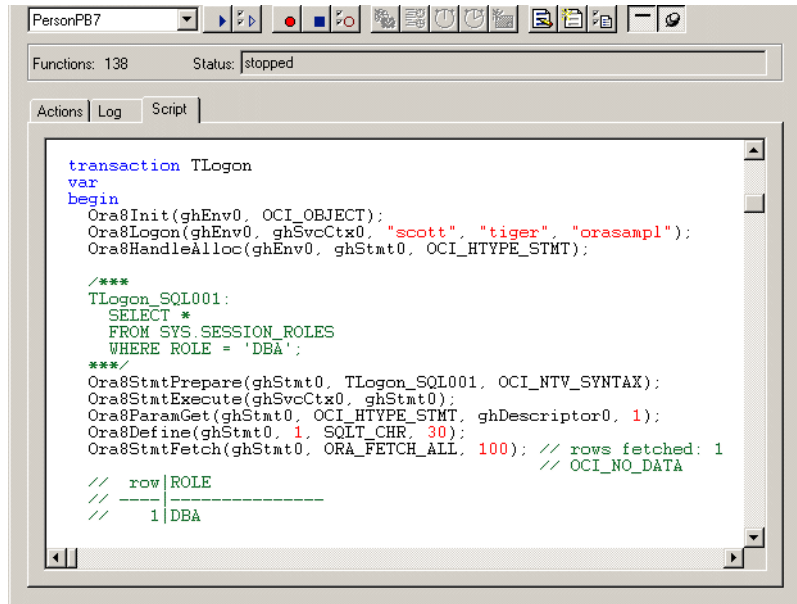 PersonPB7
Functions: 138 Status: stopped
Actions Log Script
transaction TLogon
var
begin
Ora8Init(ghEnv0, OCI_OBJECT);
Ora8Logon(ghEnv0, ghSvcCtx0, "scott", "tiger", "orasampl");
Ora8HandleAlloc(ghEnv0, ghStmt0, OCI_HTYPE_STMT);
/***
TLogon_SQL001:
SELECT *
FROM SYS.SESSION_ROLES
WHERE ROLE = 'DBA';
***/
Ora8StmtPrepare(ghStmt0, TLogon_SQL001, OCI_NTV_SYNTAX);
Ora8StmtExecute(ghSvcCtx0, ghStmt0);
Ora8ParamGet(ghStmt0, OCI_HTYPE_STMT, ghDescriptor0, 1);
Ora8Define(ghStmt0, 1, SQLT_CHR, 30);
Ora8StmtFetch(ghStmt0, ORA_FETCH_ALL, 100); // rows fetched: 1
// OCI_NO_DATA
// row|ROLE
// ----|---------------
// 1|DBA